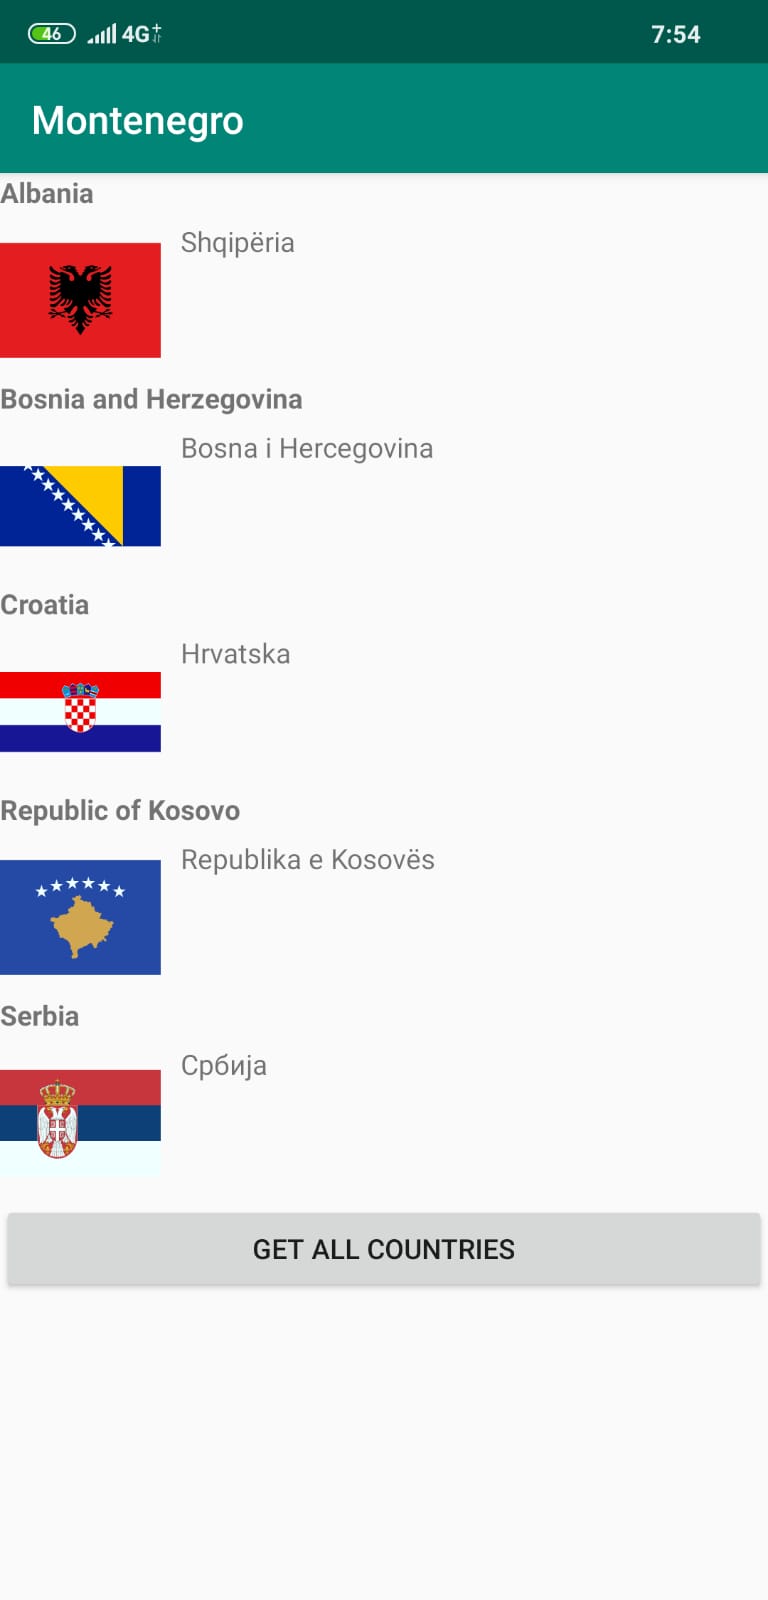 46 4G+ 7:54
Montenegro
Albania
Shqipëria
Bosnia and Herzegovina
Bosna i Hercegovina
Croatia
Hrvatska
Republic of Kosovo
Republika e Kosovës
Serbia
Србија
GET ALL COUNTRIES